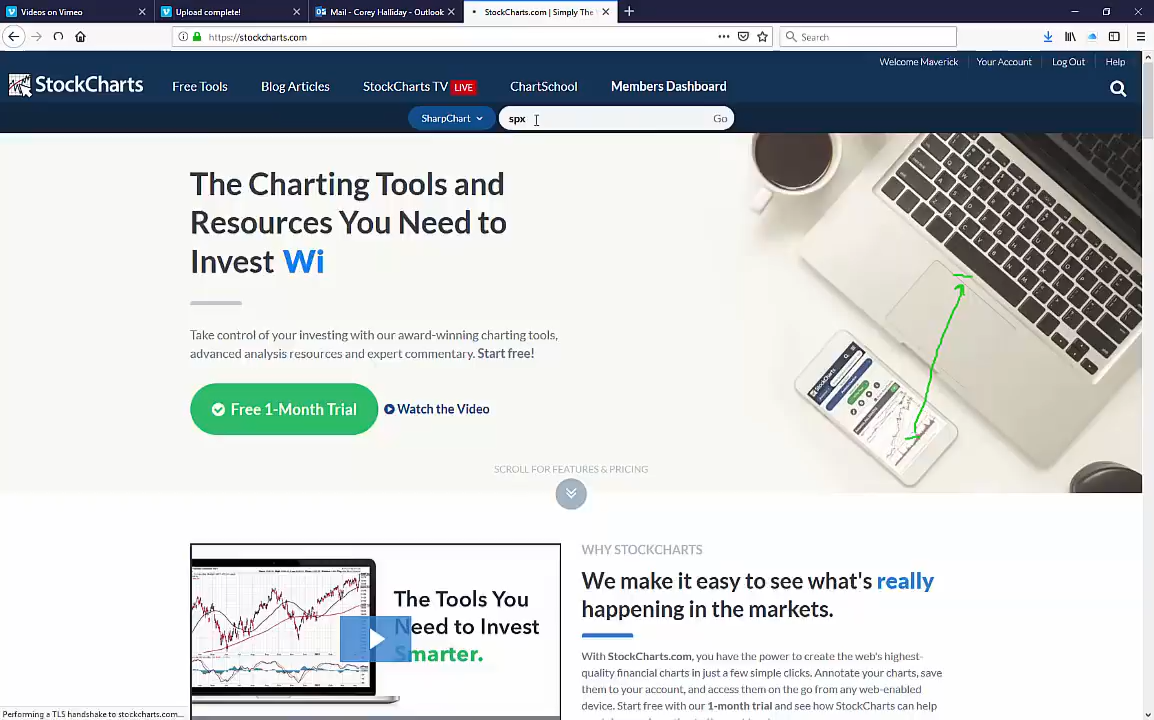 Videos on Vimeo
Upload complete!
Mail - Corey Halliday - Outlook
StockCharts.com | Simply The
https://stockcharts.com
Search
Welcome Maverick
Your Account
Log Out
Help
StockCharts
Free Tools
Blog Articles
StockCharts TV LIVE
ChartSchool
Members Dashboard
SharpChart
spx
Go
The Charting Tools and
Resources You Need to
Invest Wi
Take control of your investing with our award-winning charting tools,
advanced analysis resources and expert commentary. Start free!
Free 1-Month Trial
Watch the Video
StockCharts
SCROLL FOR FEATURES & PRICING
The Tools You
Need to Invest
Smarter.
WHY STOCKCHARTS
We make it easy to see what's really
happening in the markets.
With StockCharts.com, you have the power to create the web's highest-
quality financial charts in just a few simple clicks. Annotate your charts, save
them to your account, and access them on the go from any web-enabled
device. Start free with our 1-month trial and see how StockCharts can help
Performing a TLS handshake to stockcharts.com...